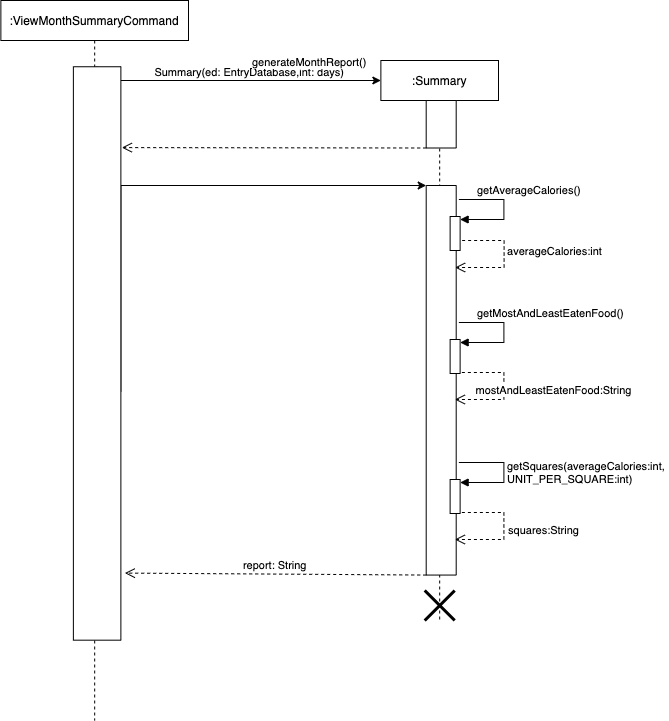 :ViewMonthSummaryCommand
generateMonthReport()
Summary(ed: EntryDatabase,int: days)
:Summary
getAverageCalories()
averageCalories:int
getMostAndLeastEatenFood()
mostAndLeastEatenFood:String
getSquares(averageCalories:int,
UNIT_PER_SQUARE:int)
squares:String
report: String